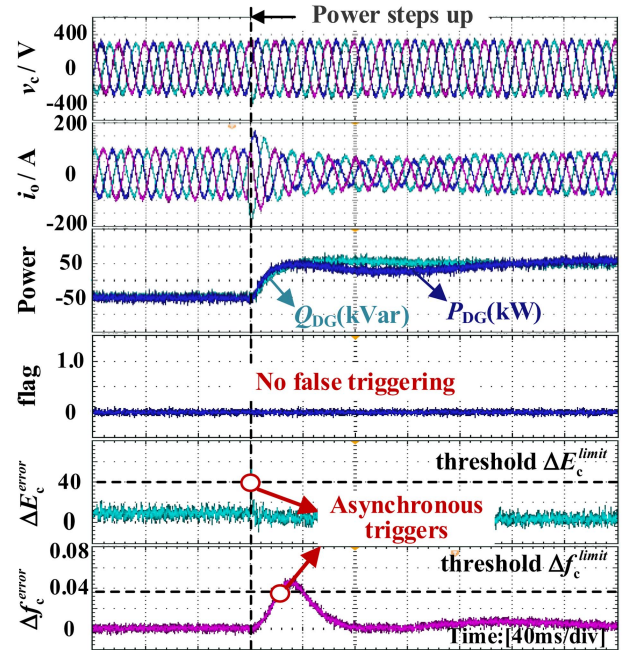 Power steps up
v_c / V
400
0
-400
i_o / A
200
0
-200
Power
50
-50
Q_DG(kVar)
P_DG(kW)
flag
1.0
0
No false triggering
ΔE_c^error
40
0
threshold ΔE_c^limit
Asynchronous
triggers
Δf_c^error
0.08
0.04
0
threshold Δf_c^limit
Time:[40ms/div]